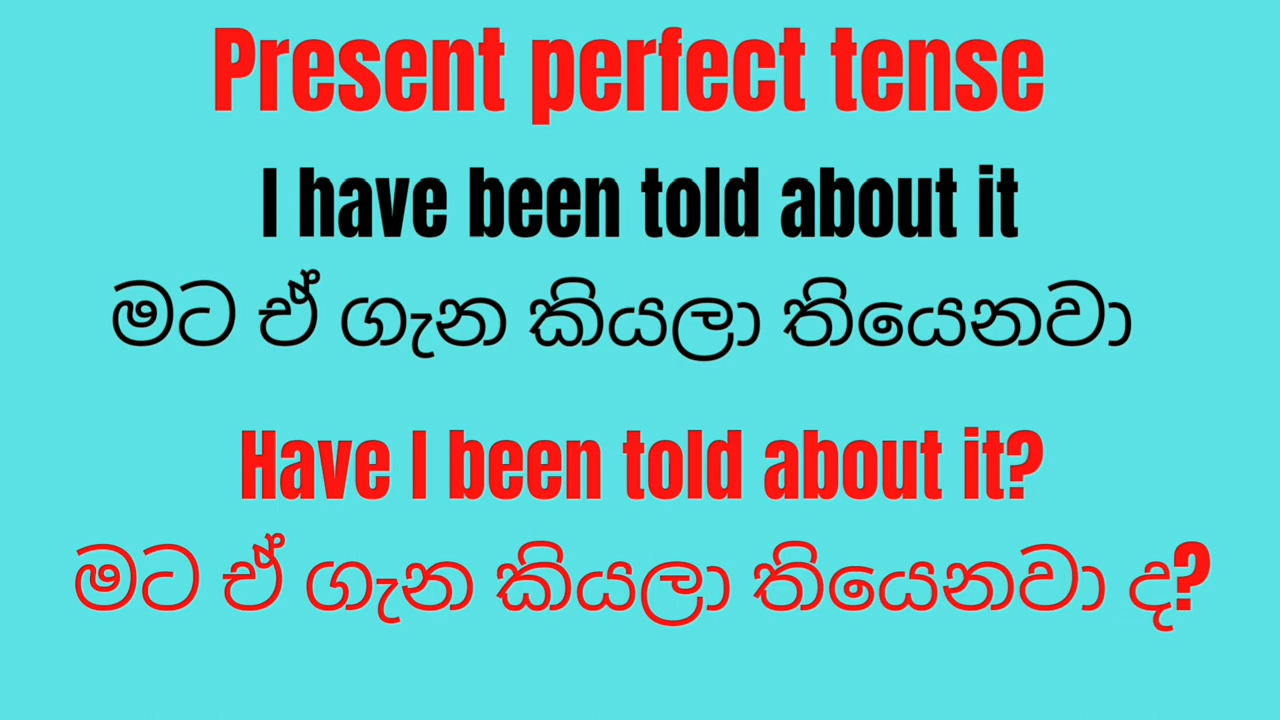 Present perfect tense
I have been told about it
මට ඒ ගැන කියලා තියෙනවා
Have I been told about it?
මට ඒ ගැන කියලා තියෙනවා ද?